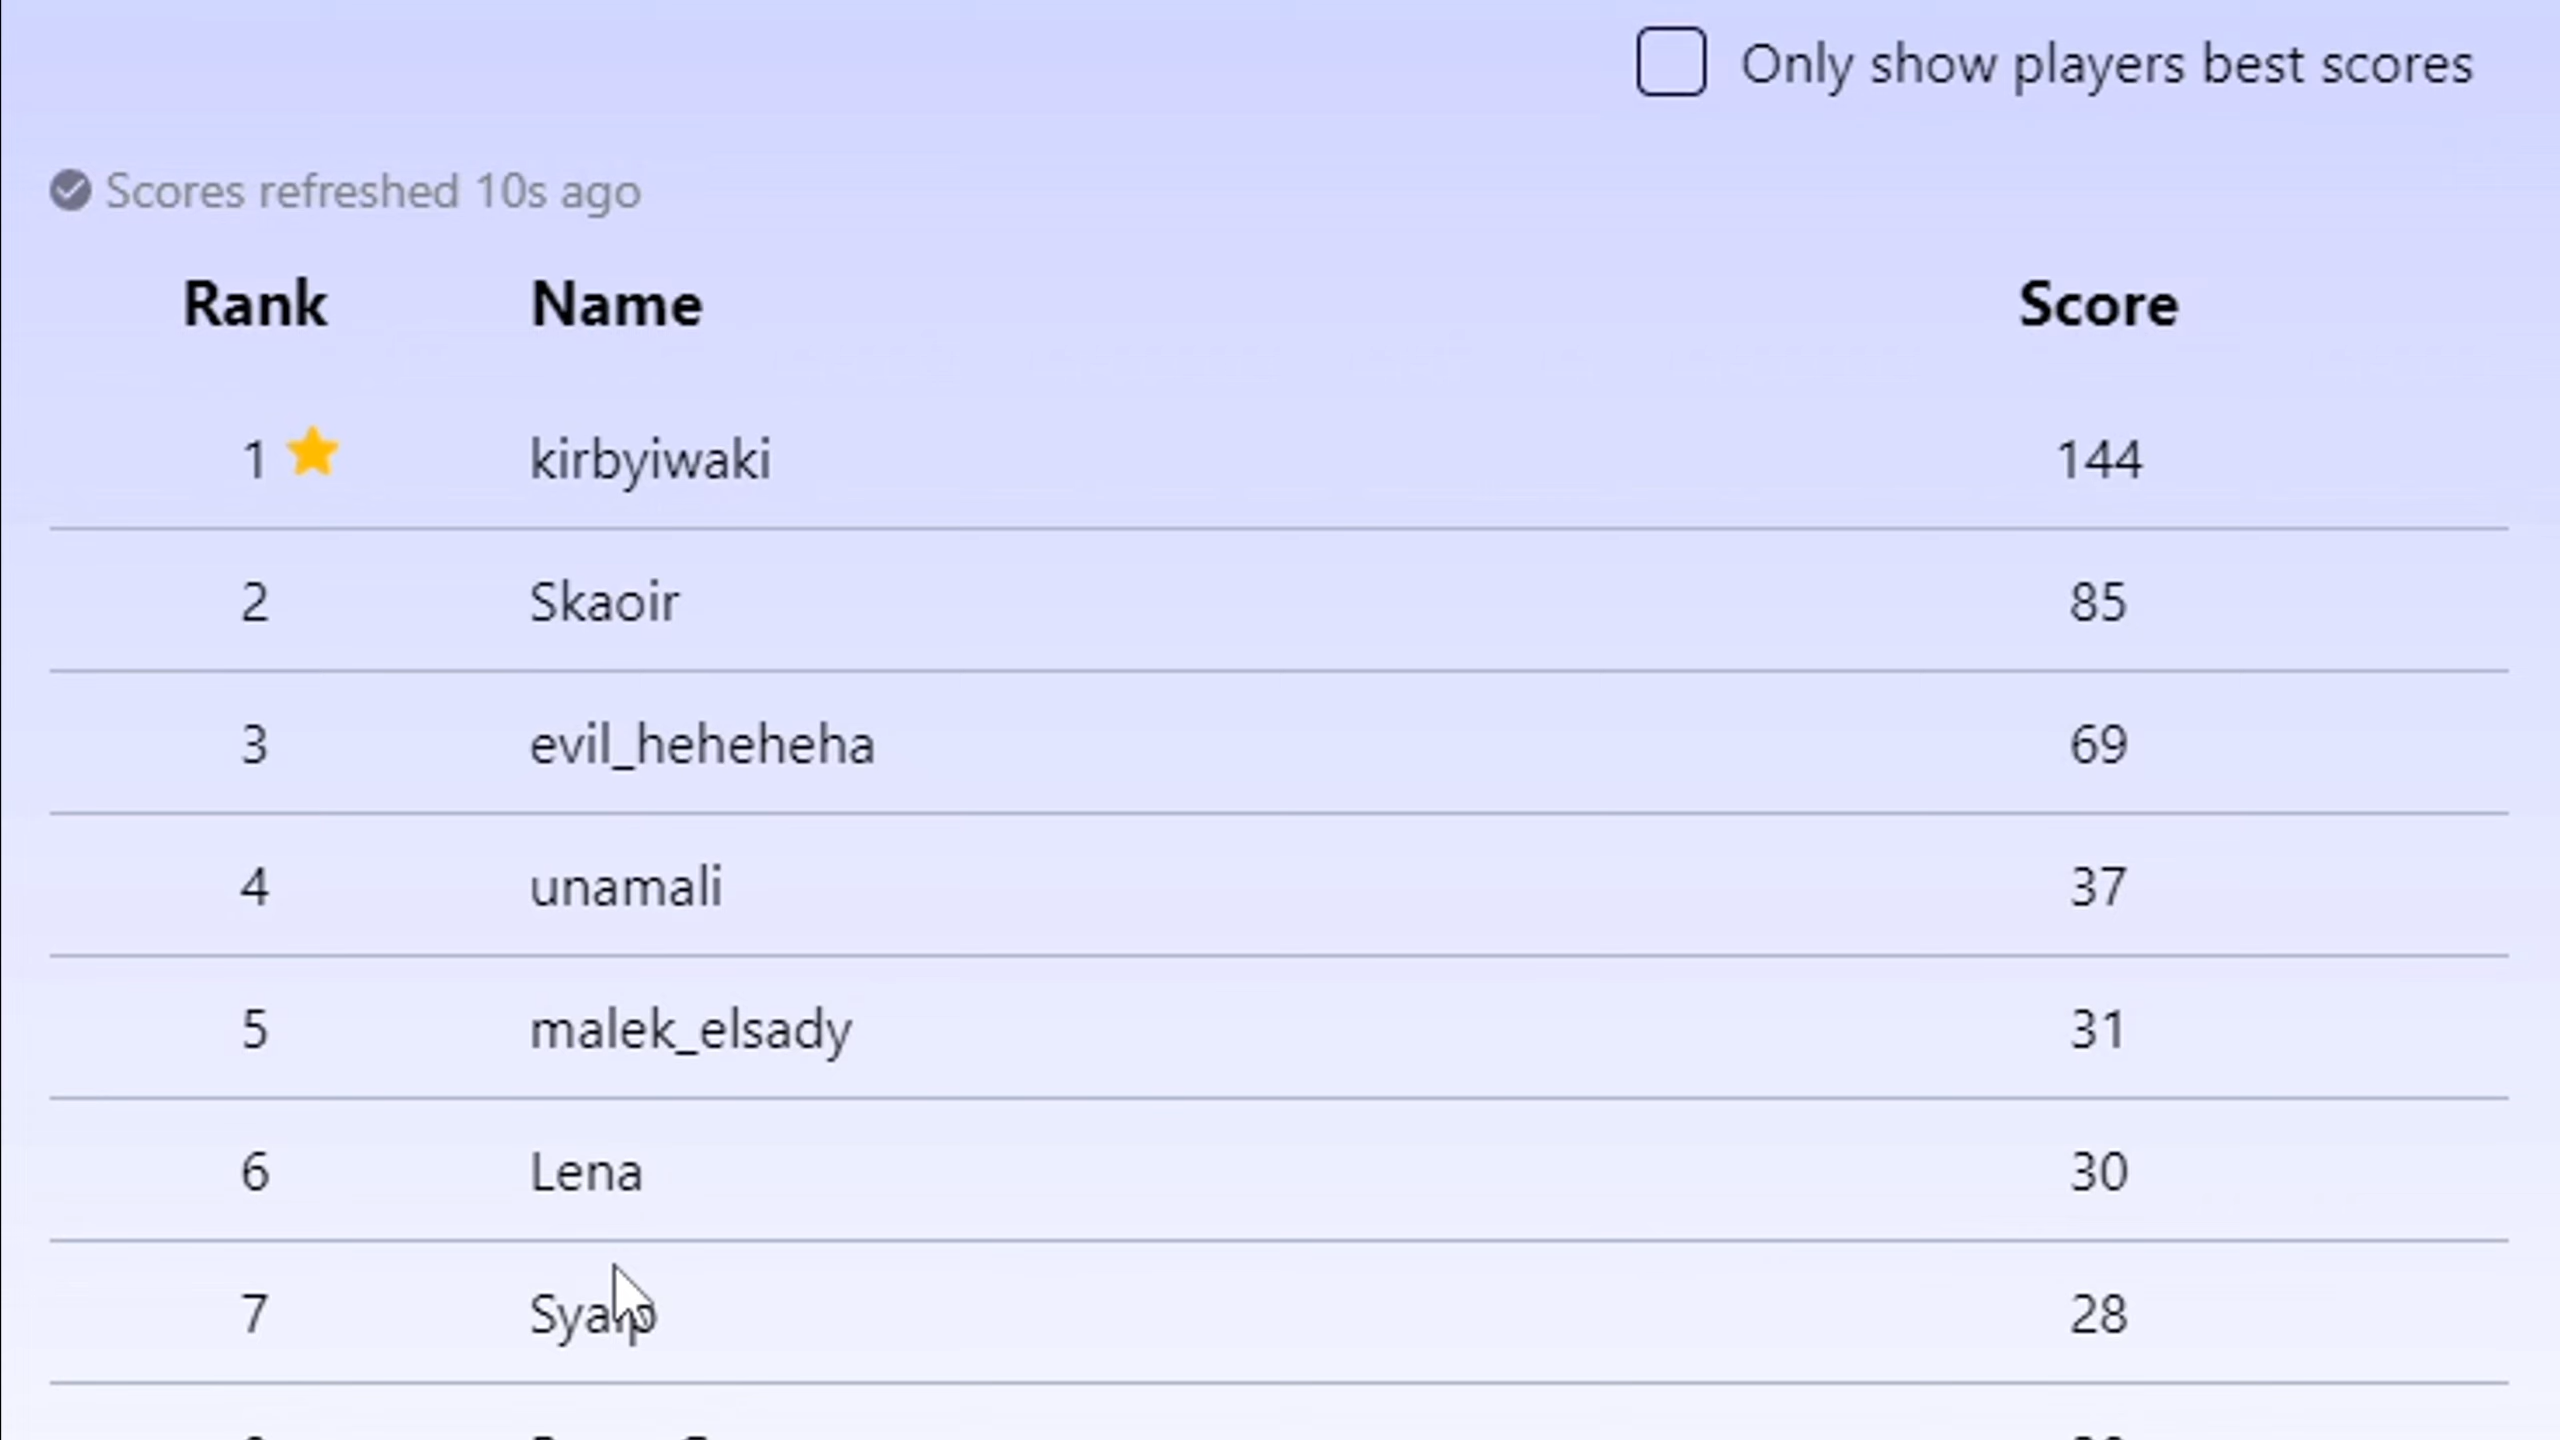 Only show players best scores
Scores refreshed 10s ago
Rank Name Score
1 kirbyiwaki 144
2 Skaoir 85
3 evil_heheheha 69
4 unamali 37
5 malek_elsady 31
6 Lena 30
7 28